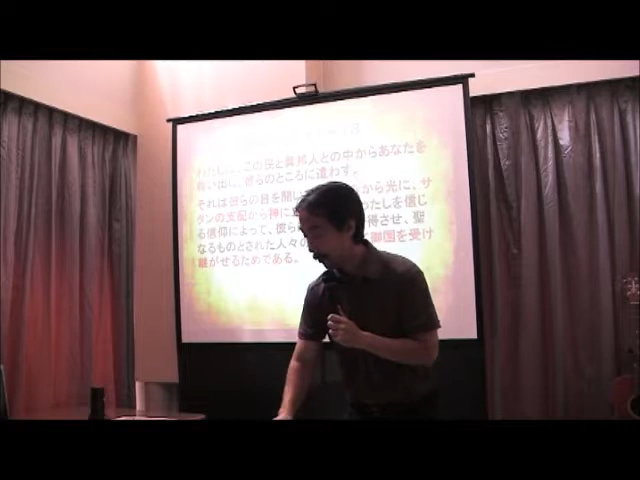 わたしは、この民と異邦人との中からあなたを
救い出し、彼らのところに遣わす。
それは彼らの目を開い から光に、サ
タンの支配から神に わたしを信じ
る信仰によって、彼ら 得させ、聖
なるものとされた人々の 御国を受け
継がせるためである。